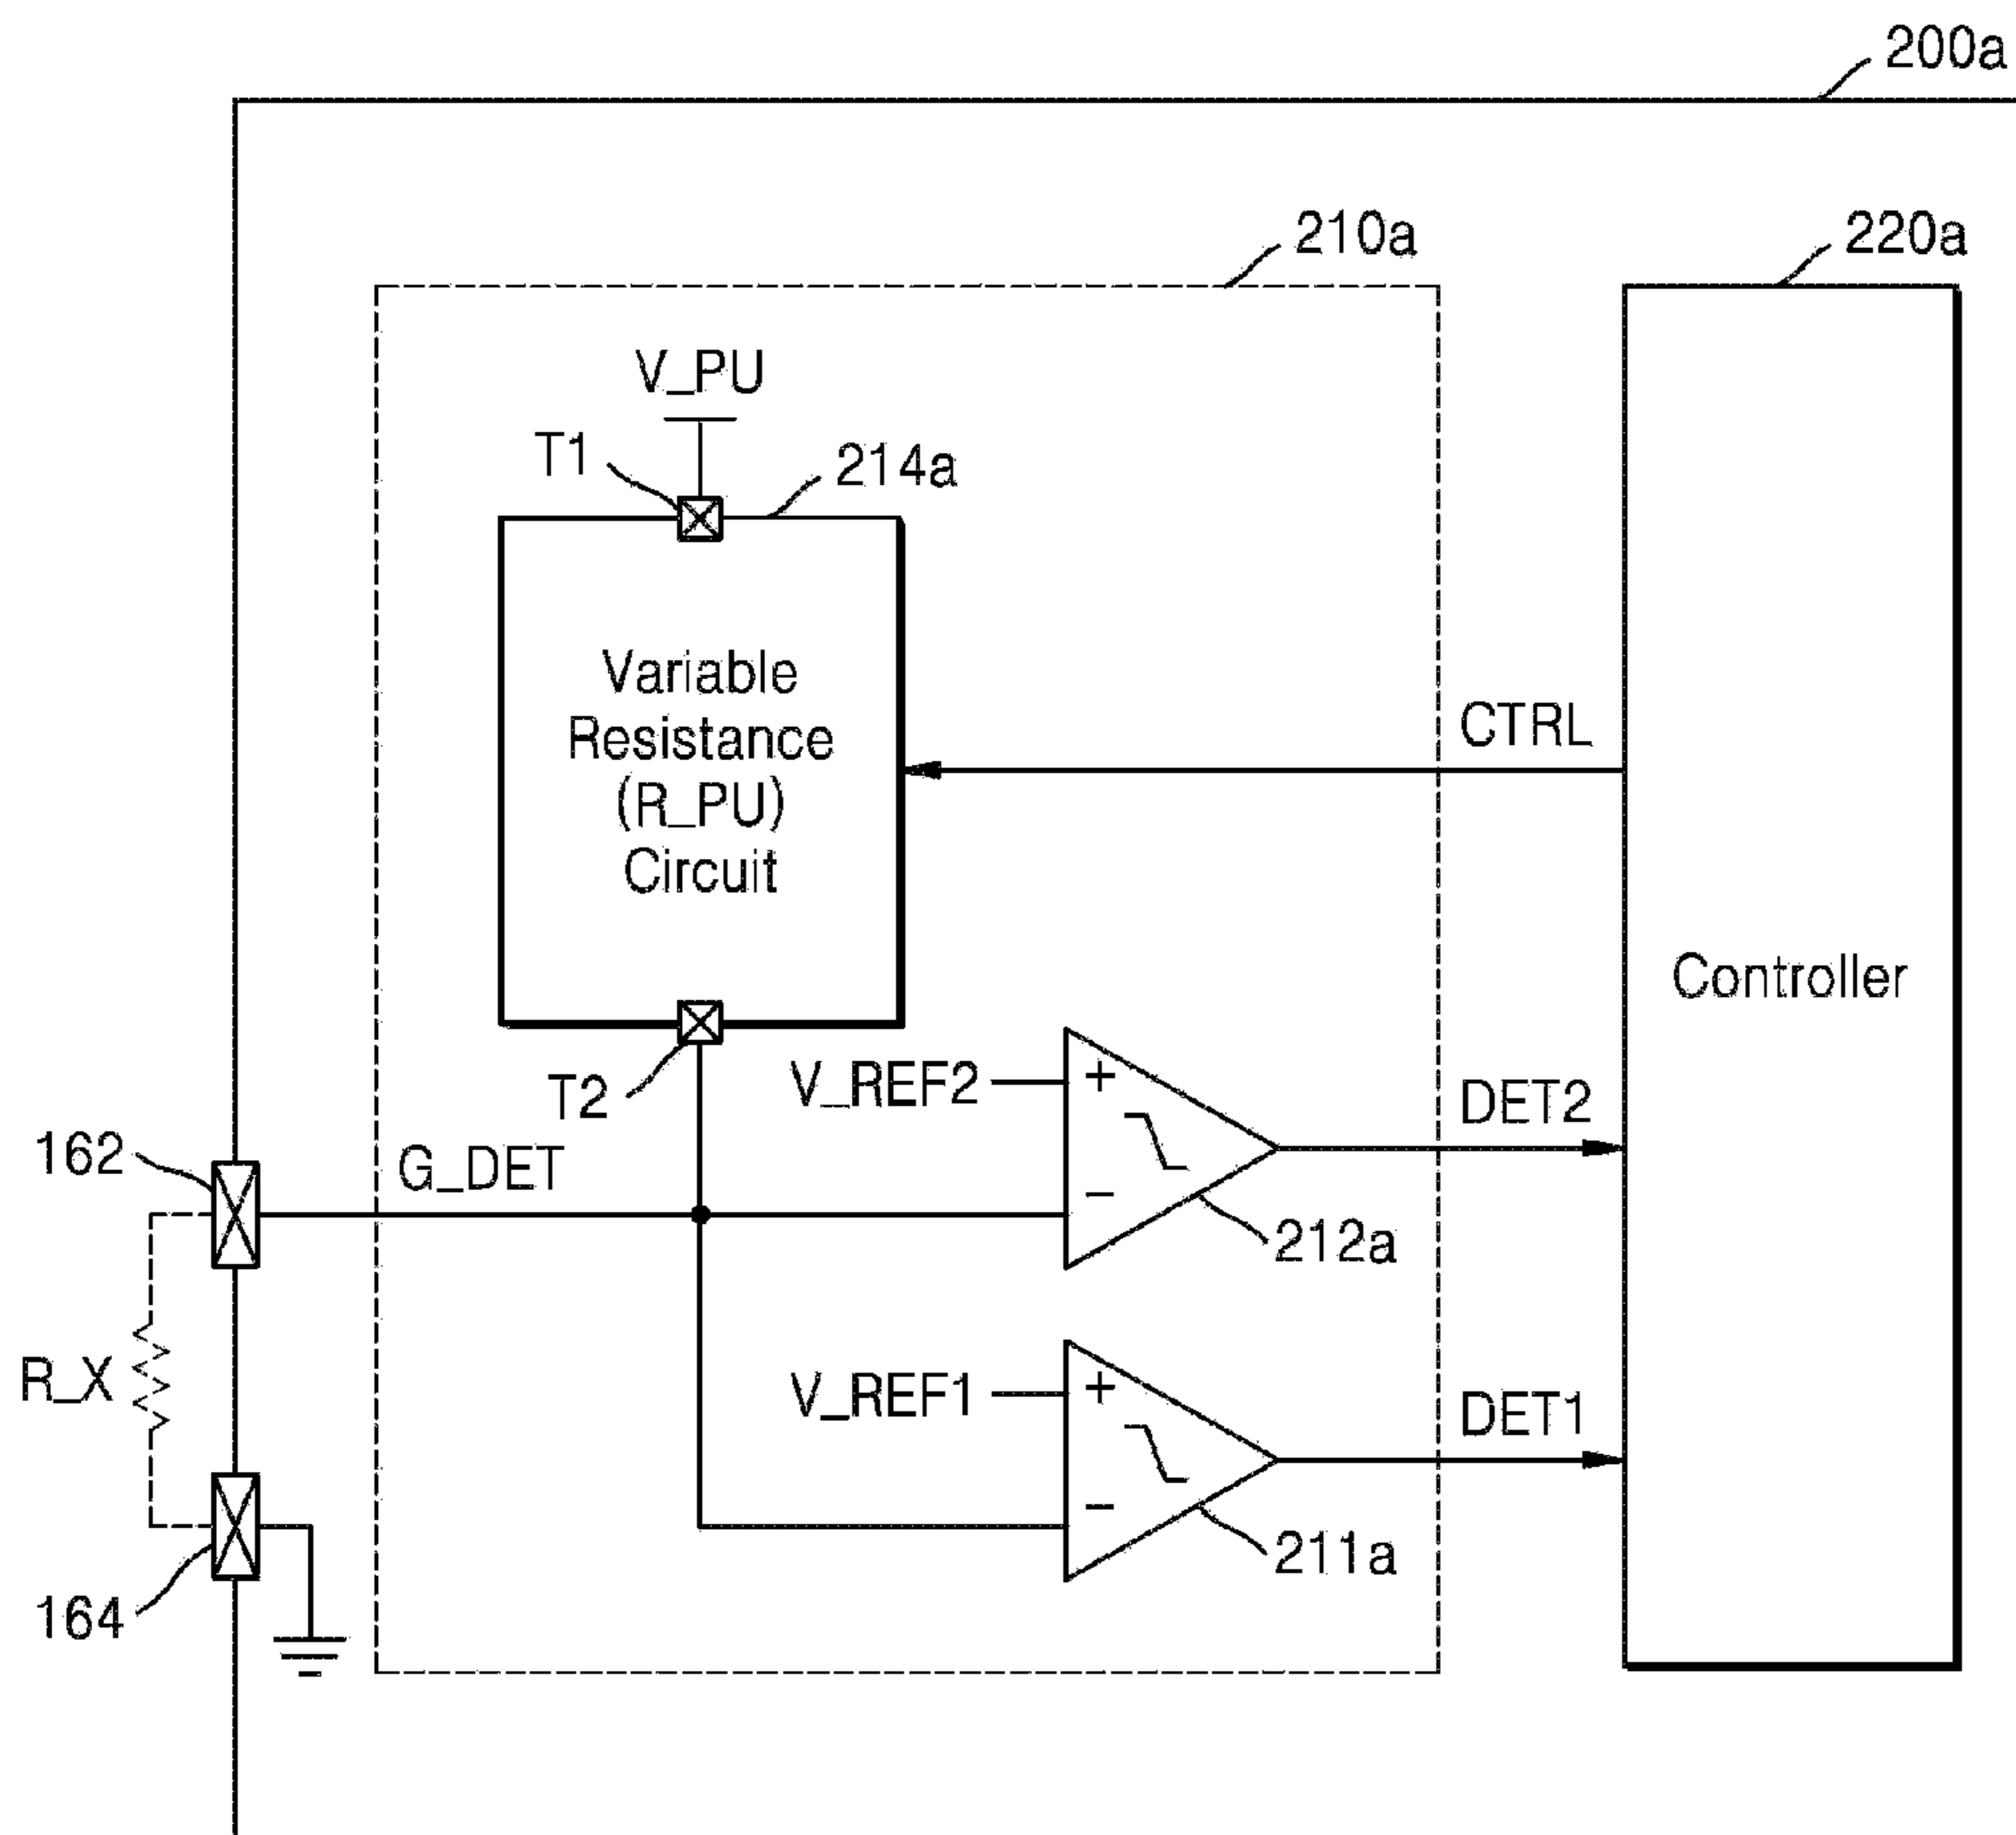 200a
210a
220a
V_PU
T1
214a
Variable
Resistance
(R_PU)
Circuit
CTRL
Controller
T2
V_REF2
+
−
DET2
162
G_DET
212a
R_X
V_REF1
+
−
DET1
211a
164